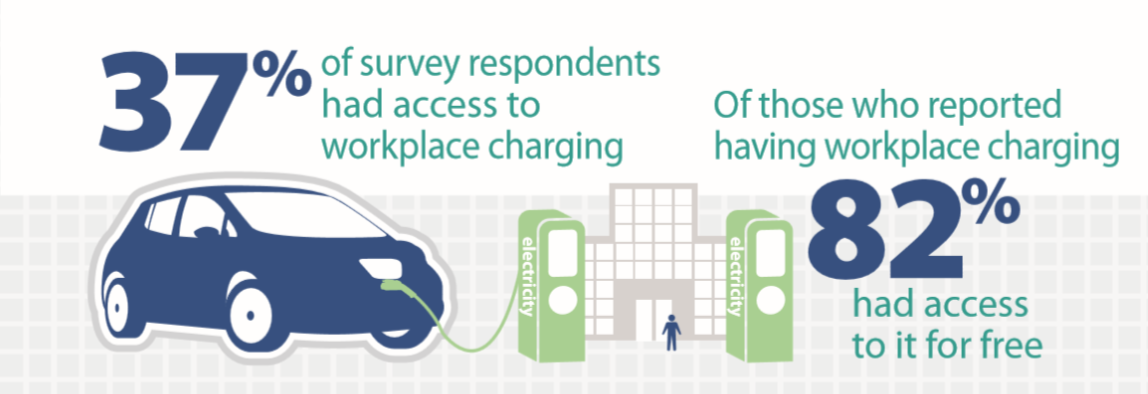 37% of survey respondents
had access to
workplace charging
Of those who reported
having workplace charging
82%
had access
to it for free
electricity
electricity